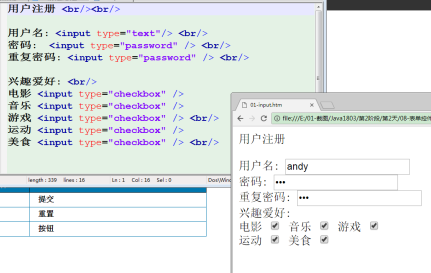 用户注册 <br/><br/>
用户名: <input type="text"/> <br/>
密码: <input type="password" /> <br/>
重复密码: <input type="password" /> <br/>
兴趣爱好: <br/>
电影 <input type="checkbox" />
音乐 <input type="checkbox" />
游戏 <input type="checkbox" /> <br/>
运动 <input type="checkbox" />
美食 <input type="checkbox" /> <br/>
length : 339 lines : 16 Ln : 1 Col : 16 Sel : 0
提交
重置
按钮
01-input.htm
用户注册
用户名: andy
密码: •••
重复密码: •••
兴趣爱好:
电影 音乐 游戏
运动 美食